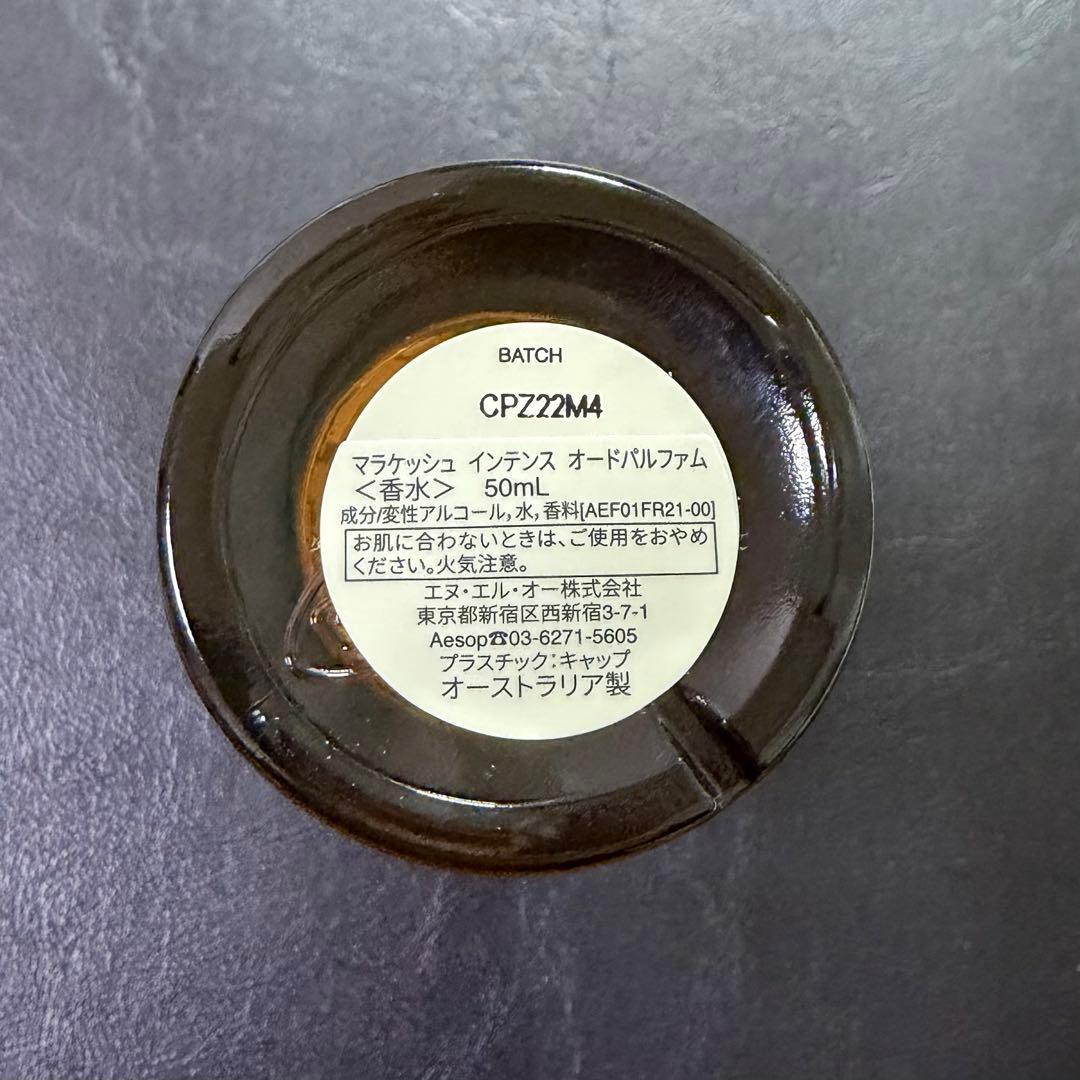 BATCH
CPZ22M4
マラケッシュ インテンス オードパルファム
＜香水＞ 50mL
成分/変性アルコール,水,香料[AEF01FR21-00]
お肌に合わないときは、ご使用をおやめ
ください。火気注意。
エヌ・エル・オー株式会社
東京都新宿区西新宿3-7-1
Aesop☎03-6271-5605
プラスチック:キャップ
オーストラリア製